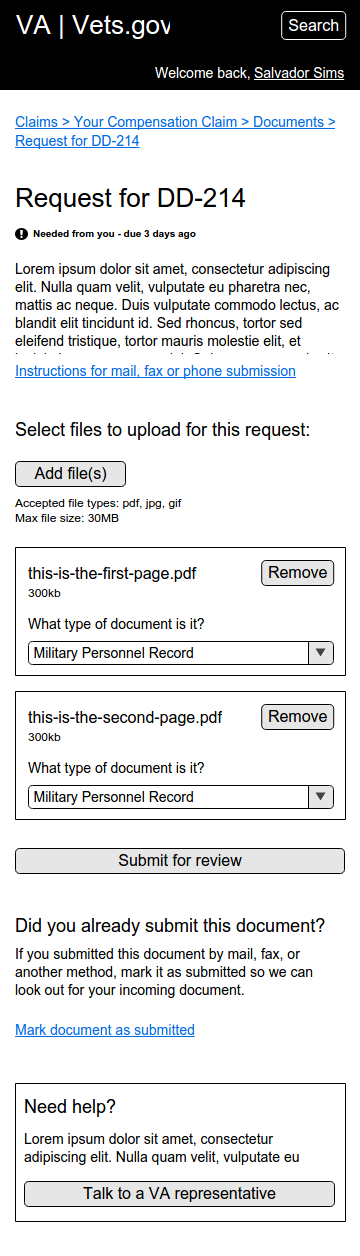 VA | Vets.gov
Search
Welcome back, Salvador Sims
Claims > Your Compensation Claim > Documents >
Request for DD-214
Request for DD-214
Needed from you - due 3 days ago
Lorem ipsum dolor sit amet, consectetur adipiscing
elit. Nulla quam velit, vulputate eu pharetra nec,
mattis ac neque. Duis vulputate commodo lectus, ac
blandit elit tincidunt id. Sed rhoncus, tortor sed
eleifend tristique, tortor mauris molestie elit, et
Instructions for mail, fax or phone submission
Select files to upload for this request:
Add file(s)
Accepted file types: pdf, jpg, gif
Max file size: 30MB
this-is-the-first-page.pdf
Remove
300kb
What type of document is it?
Military Personnel Record
this-is-the-second-page.pdf
Remove
300kb
What type of document is it?
Military Personnel Record
Submit for review
Did you already submit this document?
If you submitted this document by mail, fax, or
another method, mark it as submitted so we can
look out for your incoming document.
Mark document as submitted
Need help?
Lorem ipsum dolor sit amet, consectetur
adipiscing elit. Nulla quam velit, vulputate eu
Talk to a VA representative